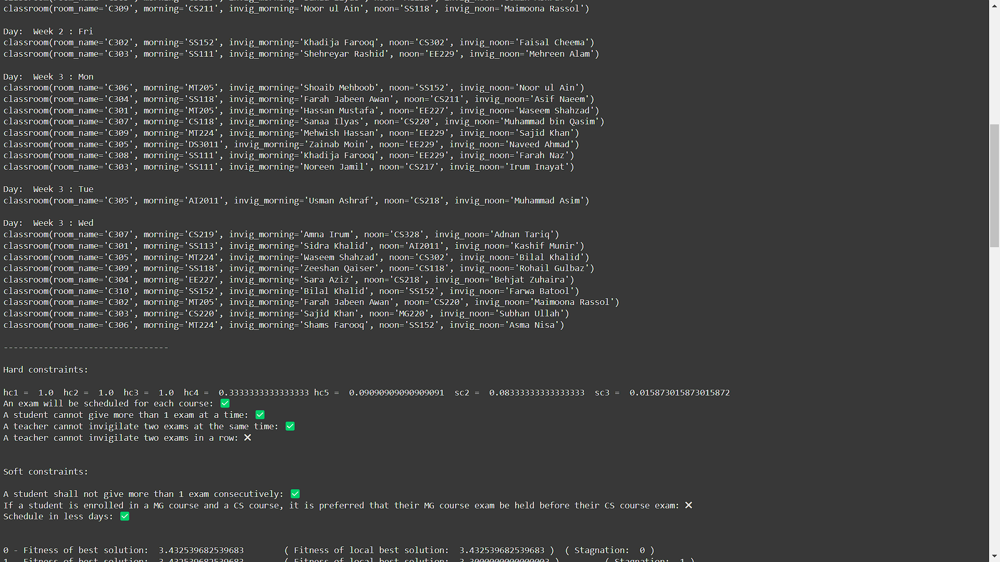 classroom(room_name='C309', morning='CS211', invig_morning='Noor ul Ain', noon='SS118', invig_noon='Maimoona Rassol')
Day:  Week 2 : Fri
classroom(room_name='C302', morning='SS152', invig_morning='Khadija Farooq', noon='CS302', invig_noon='Faisal Cheema')
classroom(room_name='C303', morning='SS111', invig_morning='Shehreyar Rashid', noon='EE229', invig_noon='Mehreen Alam')
Day:  Week 3 : Mon
classroom(room_name='C306', morning='MT205', invig_morning='Shoaib Mehboob', noon='SS152', invig_noon='Noor ul Ain')
classroom(room_name='C304', morning='SS118', invig_morning='Farah Jabeen Awan', noon='CS211', invig_noon='Asif Naeem')
classroom(room_name='C301', morning='MT205', invig_morning='Hassan Mustafa', noon='EE227', invig_noon='Waseem Shahzad')
classroom(room_name='C307', morning='CS118', invig_morning='Sanaa Ilyas', noon='CS220', invig_noon='Muhammad bin Qasim')
classroom(room_name='C309', morning='MT224', invig_morning='Mehwish Hassan', noon='EE229', invig_noon='Sajid Khan')
classroom(room_name='C305', morning='DS3011', invig_morning='Zainab Moin', noon='EE229', invig_noon='Naveed Ahmad')
classroom(room_name='C308', morning='SS111', invig_morning='Khadija Farooq', noon='EE229', invig_noon='Farah Naz')
classroom(room_name='C303', morning='SS111', invig_morning='Noreen Jamil', noon='CS217', invig_noon='Irum Inayat')
Day:  Week 3 : Tue
classroom(room_name='C305', morning='AI2011', invig_morning='Usman Ashraf', noon='CS218', invig_noon='Muhammad Asim')
Day:  Week 3 : Wed
classroom(room_name='C307', morning='CS219', invig_morning='Amna Irum', noon='CS328', invig_noon='Adnan Tariq')
classroom(room_name='C301', morning='SS113', invig_morning='Sidra Khalid', noon='AI2011', invig_noon='Kashif Munir')
classroom(room_name='C305', morning='MT224', invig_morning='Waseem Shahzad', noon='CS302', invig_noon='Bilal Khalid')
classroom(room_name='C309', morning='SS118', invig_morning='Zeeshan Qaiser', noon='CS118', invig_noon='Rohail Gulbaz')
classroom(room_name='C304', morning='EE227', invig_morning='Sara Aziz', noon='CS218', invig_noon='Behjat Zuhaira')
classroom(room_name='C310', morning='SS152', invig_morning='Bilal Khalid', noon='SS152', invig_noon='Farwa Batool')
classroom(room_name='C302', morning='MT205', invig_morning='Farah Jabeen Awan', noon='CS220', invig_noon='Maimoona Rassol')
classroom(room_name='C303', morning='CS220', invig_morning='Sajid Khan', noon='MG220', invig_noon='Subhan Ullah')
classroom(room_name='C306', morning='MT224', invig_morning='Shams Farooq', noon='SS152', invig_noon='Asma Nisa')
---------------------------------
Hard constraints:
hc1 =  1.0  hc2 =  1.0  hc3 =  1.0  hc4 =  0.3333333333333333 hc5 =  0.09090909090909091  sc2 =  0.08333333333333333  sc3 =  0.015873015873015872
An exam will be scheduled for each course: ✅
A student cannot give more than 1 exam at a time: ✅
A teacher cannot invigilate two exams at the same time: ✅
A teacher cannot invigilate two exams in a row: ❌
Soft constraints:
A student shall not give more than 1 exam consecutively: ✅
If a student is enrolled in a MG course and a CS course, it is preferred that their MG course exam be held before their CS course exam: ❌
Schedule in less days: ✅
0 - Fitness of best solution:  3.432539682539683        ( Fitness of local best solution:  3.432539682539683 )  ( Stagnation:  0 )
1 - Fitness of best solution:  3.432539682539683        ( Fitness of local best solution:  3.3000000000000003 )        ( Stagnation:  1 )